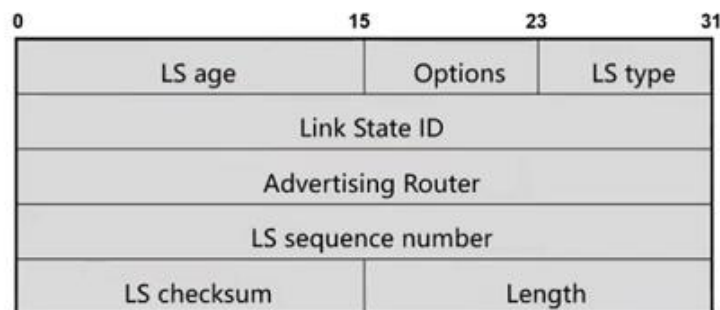 0 15 23 31
LS age Options LS type
Link State ID
Advertising Router
LS sequence number
LS checksum Length